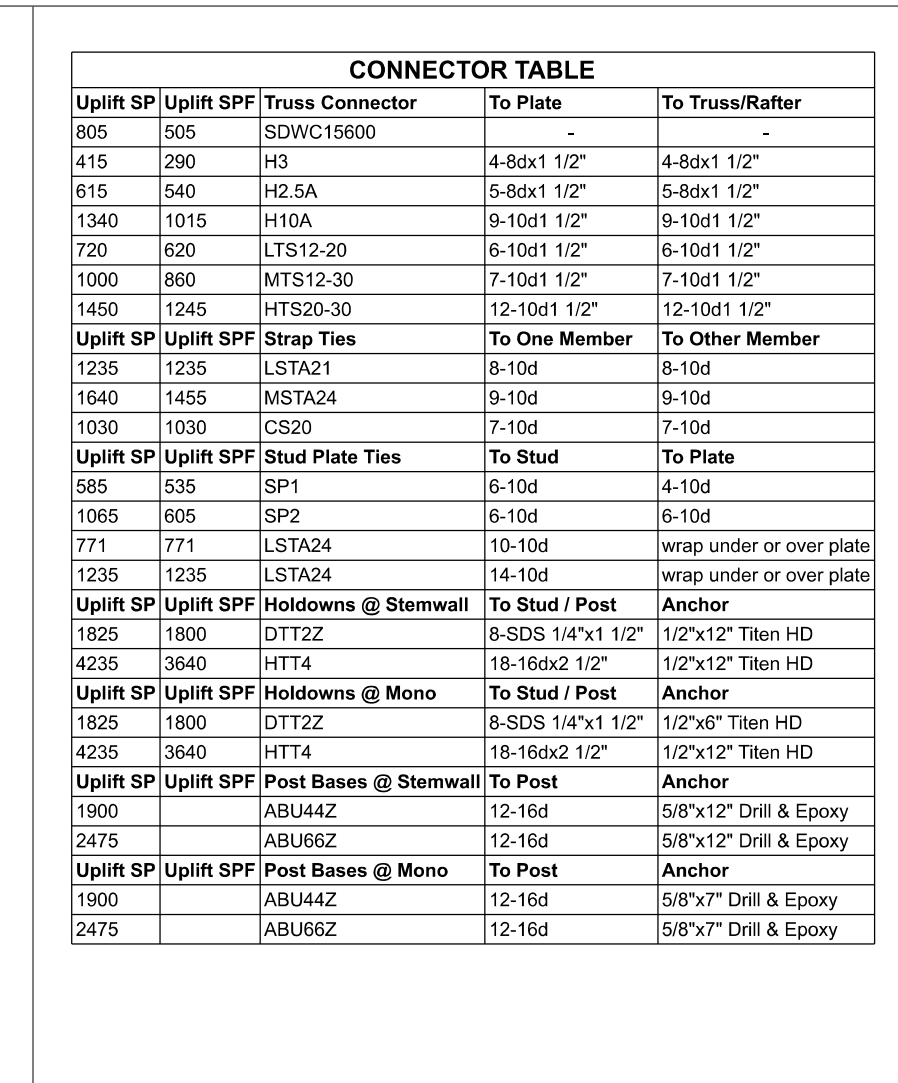 CONNECTOR TABLE
Uplift SP Uplift SPF Truss Connector To Plate To Truss/Rafter
805 505 SDWC15600 - -
415 290 H3 4-8dx1 1/2" 4-8dx1 1/2"
615 540 H2.5A 5-8dx1 1/2" 5-8dx1 1/2"
1340 1015 H10A 9-10d1 1/2" 9-10d1 1/2"
720 620 LTS12-20 6-10d1 1/2" 6-10d1 1/2"
1000 860 MTS12-30 7-10d1 1/2" 7-10d1 1/2"
1450 1245 HTS20-30 12-10d1 1/2" 12-10d1 1/2"
Uplift SP Uplift SPF Strap Ties To One Member To Other Member
1235 1235 LSTA21 8-10d 8-10d
1640 1455 MSTA24 9-10d 9-10d
1030 1030 CS20 7-10d 7-10d
Uplift SP Uplift SPF Stud Plate Ties To Stud To Plate
585 535 SP1 6-10d 4-10d
1065 605 SP2 6-10d 6-10d
771 771 LSTA24 10-10d wrap under or over plate
1235 1235 LSTA24 14-10d wrap under or over plate
Uplift SP Uplift SPF Holdowns @ Stemwall To Stud / Post Anchor
1825 1800 DTT2Z 8-SDS 1/4"x1 1/2" 1/2"x12" Titen HD
4235 3640 HTT4 18-16dx2 1/2" 1/2"x12" Titen HD
Uplift SP Uplift SPF Holdowns @ Mono To Stud / Post Anchor
1825 1800 DTT2Z 8-SDS 1/4"x1 1/2" 1/2"x6" Titen HD
4235 3640 HTT4 18-16dx2 1/2" 1/2"x12" Titen HD
Uplift SP Uplift SPF Post Bases @ Stemwall To Post Anchor
1900 ABU44Z 12-16d 5/8"x12" Drill & Epoxy
2475 ABU66Z 12-16d 5/8"x12" Drill & Epoxy
Uplift SP Uplift SPF Post Bases @ Mono To Post Anchor
1900 ABU44Z 12-16d 5/8"x7" Drill & Epoxy
2475 ABU66Z 12-16d 5/8"x7" Drill & Epoxy